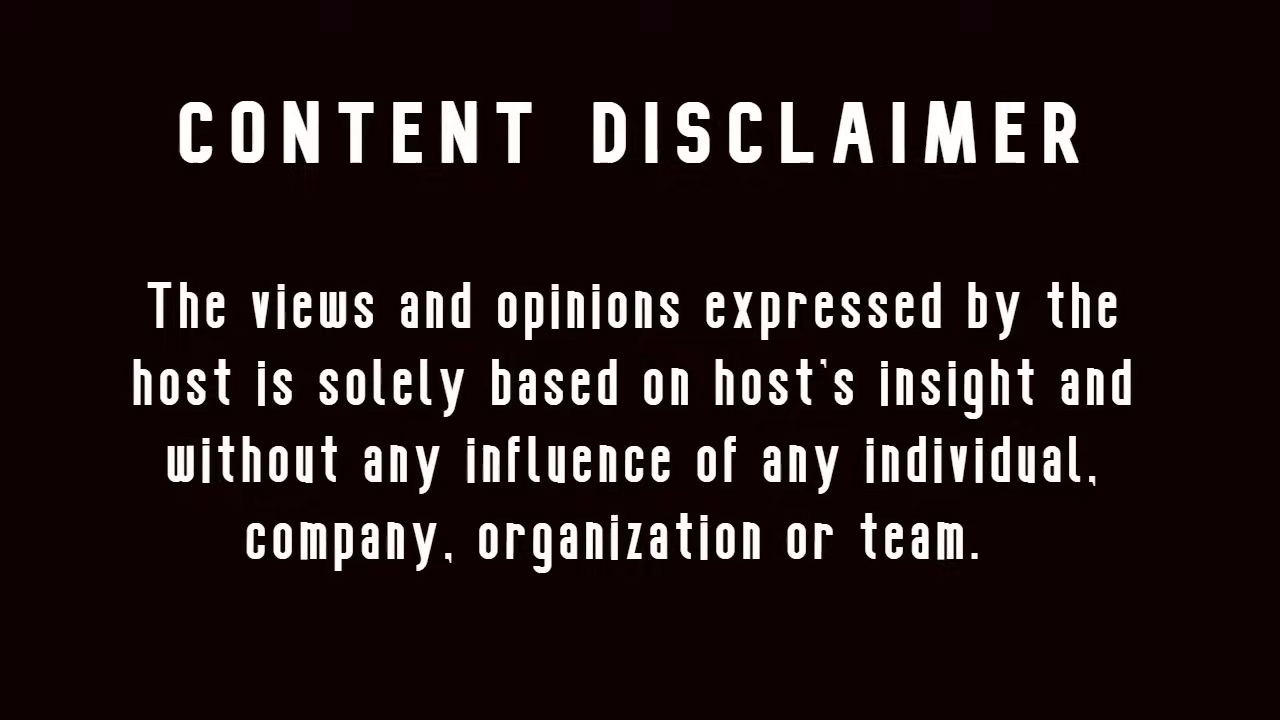 CONTENT DISCLAIMER
The views and opinions expressed by the
host is solely based on host's insight and
without any influence of any individual,
company, organization or team.